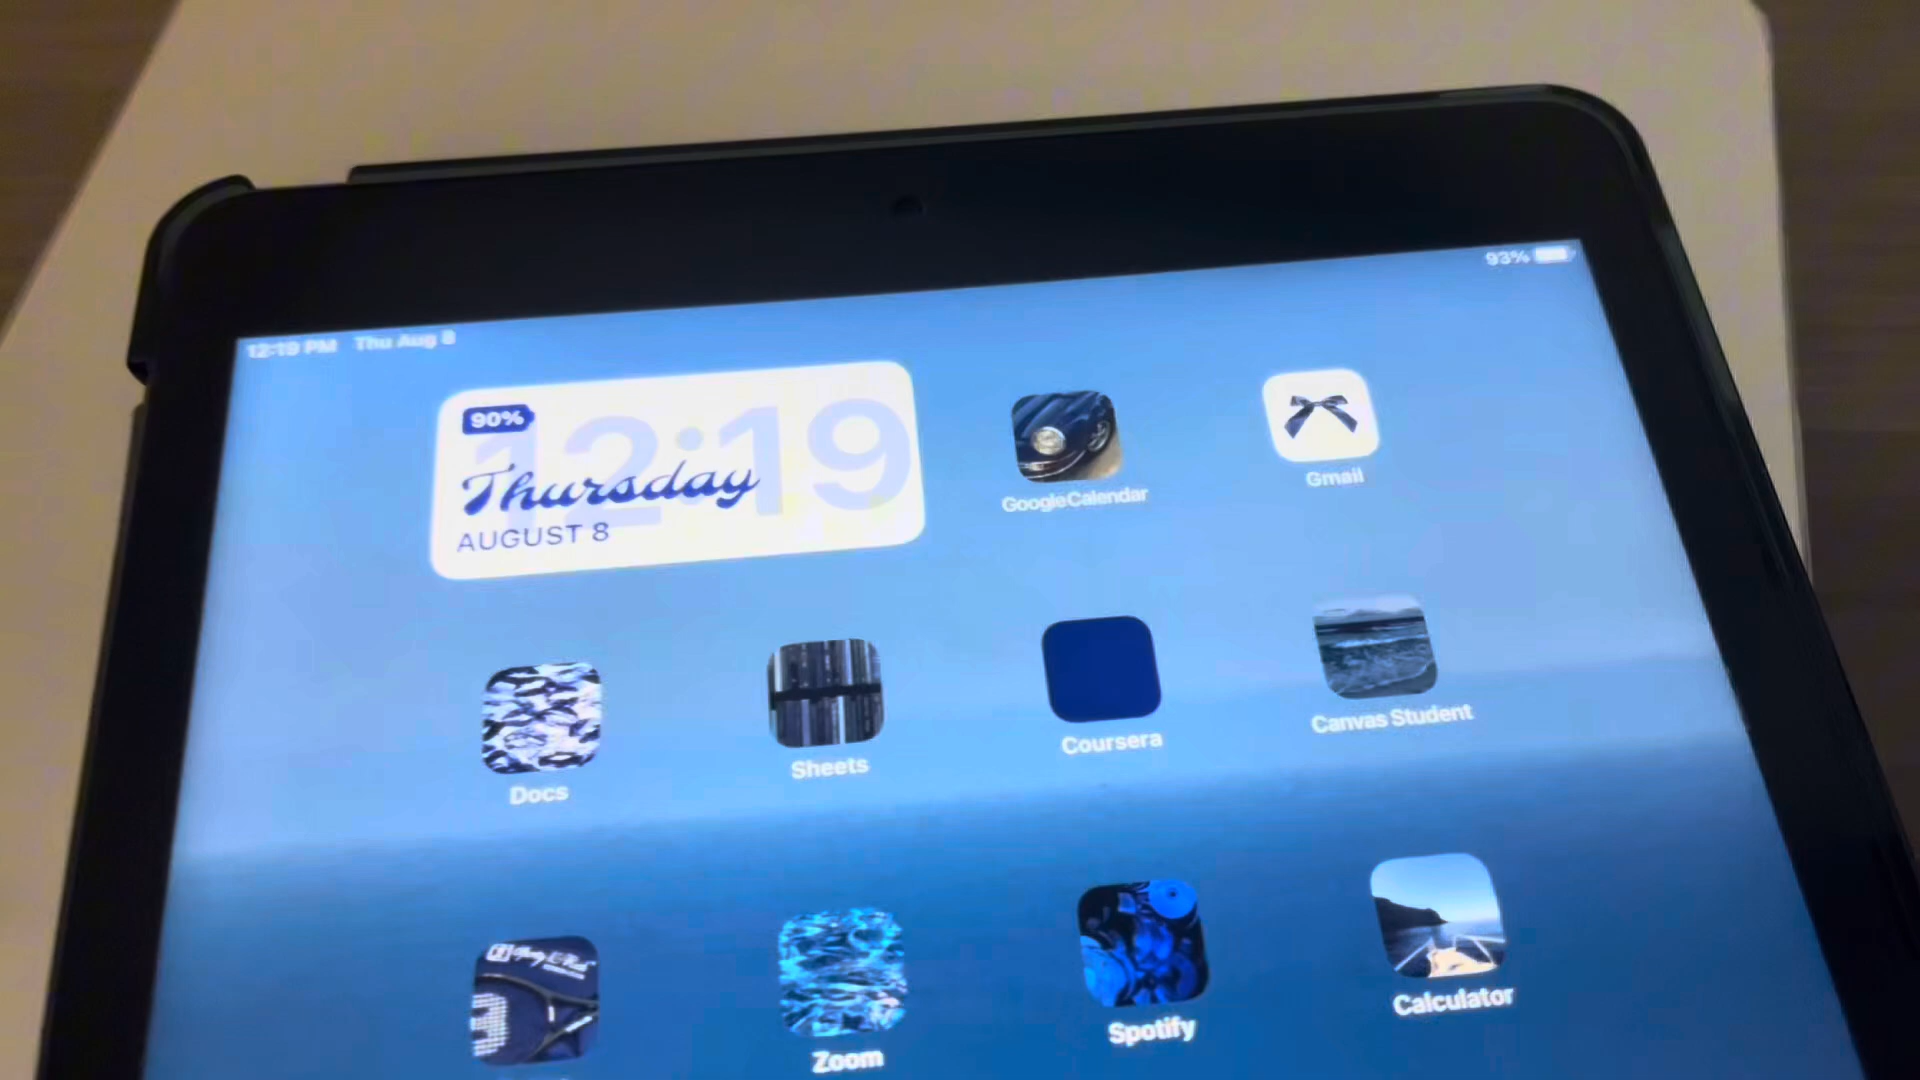 12:19 PM Thu Aug 8
93%
90%
12:19
Thursday
AUGUST 8
GoogleCalendar
Gmail
Docs
Sheets
Coursera
Canvas Student
Zoom
Spotify
Calculator